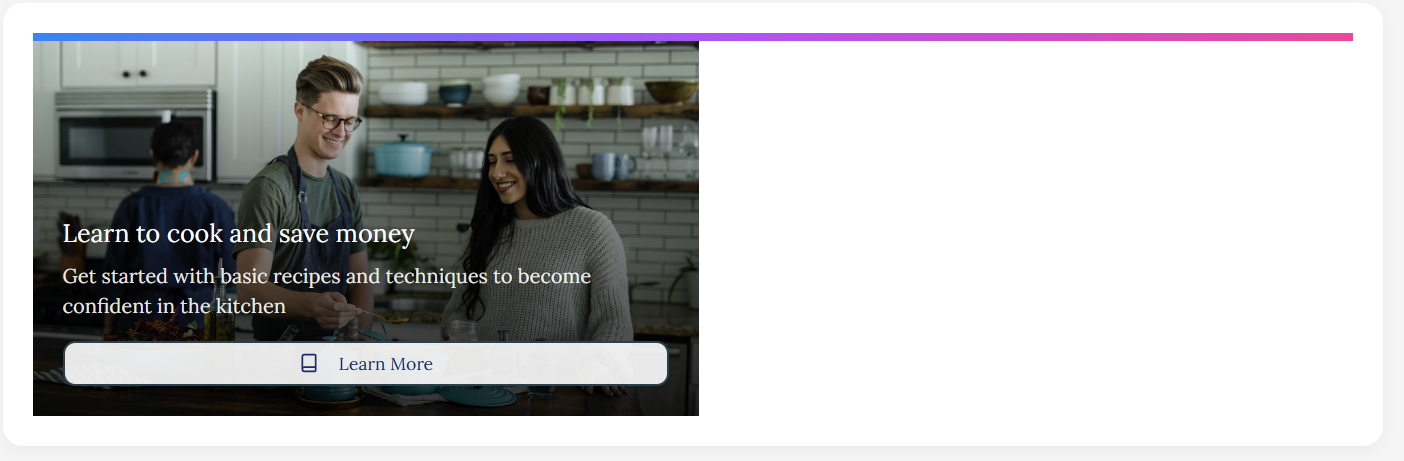 Learn to cook and save money
Get started with basic recipes and techniques to become
confident in the kitchen
Learn More